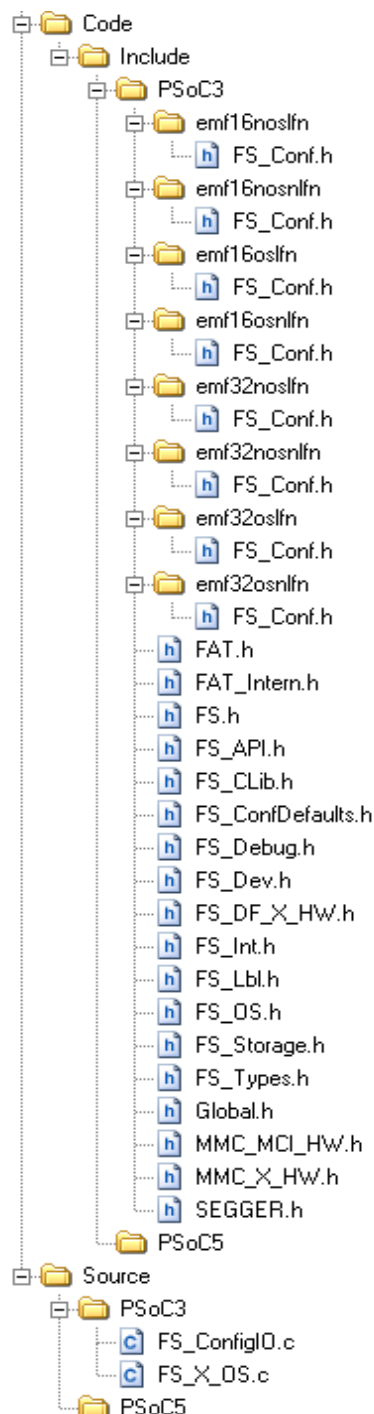 Code
Include
PSoC3
emf16noslfn
FS_Conf.h
emf16nosnlfn
FS_Conf.h
emf16oslfn
FS_Conf.h
emf16osnlfn
FS_Conf.h
emf32noslfn
FS_Conf.h
emf32nosnlfn
FS_Conf.h
emf32oslfn
FS_Conf.h
emf32osnlfn
FS_Conf.h
FAT.h
FAT_Intern.h
FS.h
FS_API.h
FS_CLib.h
FS_ConfDefaults.h
FS_Debug.h
FS_Dev.h
FS_DF_X_HW.h
FS_Int.h
FS_Lbl.h
FS_OS.h
FS_Storage.h
FS_Types.h
Global.h
MMC_MCI_HW.h
MMC_X_HW.h
SEGGER.h
PSoC5
Source
PSoC3
FS_ConfigIO.c
FS_X_OS.c
PSoC5